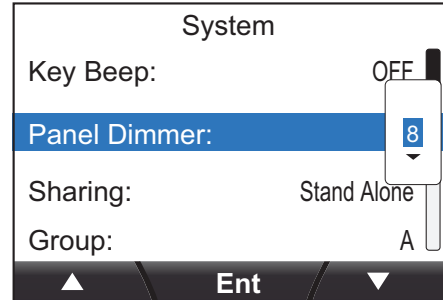 System
Key Beep: OFF
Panel Dimmer: 8
Sharing: Stand Alone
Group: A
Ent